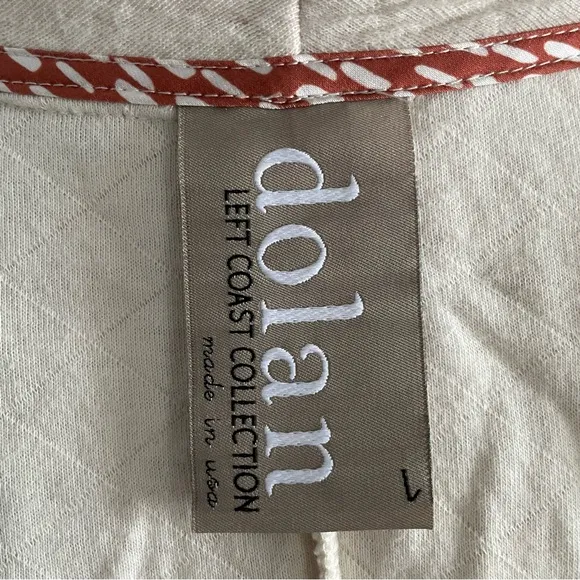 dolan
LEFT COAST COLLECTION
made in usa
L